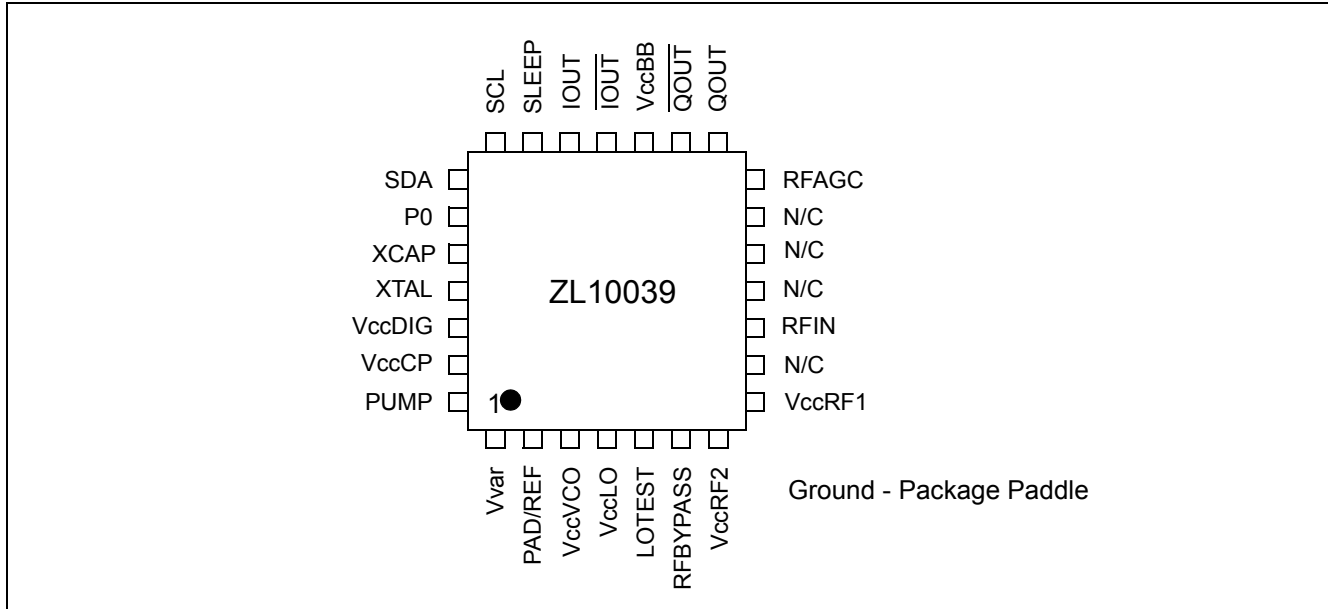 SCL
SLEEP
IOUT
IOUT
VccBB
QOUT
QOUT
SDA
P0
XCAP
XTAL
VccDIG
VccCP
PUMP
ZL10039
1
RFAGC
N/C
N/C
N/C
RFIN
N/C
VccRF1
Vvar
PAD/REF
VccVCO
VccLO
LOTEST
RFBYPASS
VccRF2
Ground - Package Paddle